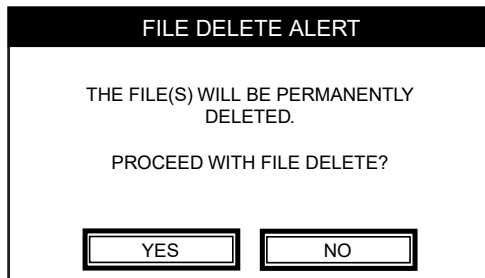 FILE DELETE ALERT
THE FILE(S) WILL BE PERMANENTLY
DELETED.
PROCEED WITH FILE DELETE?
YES
NO